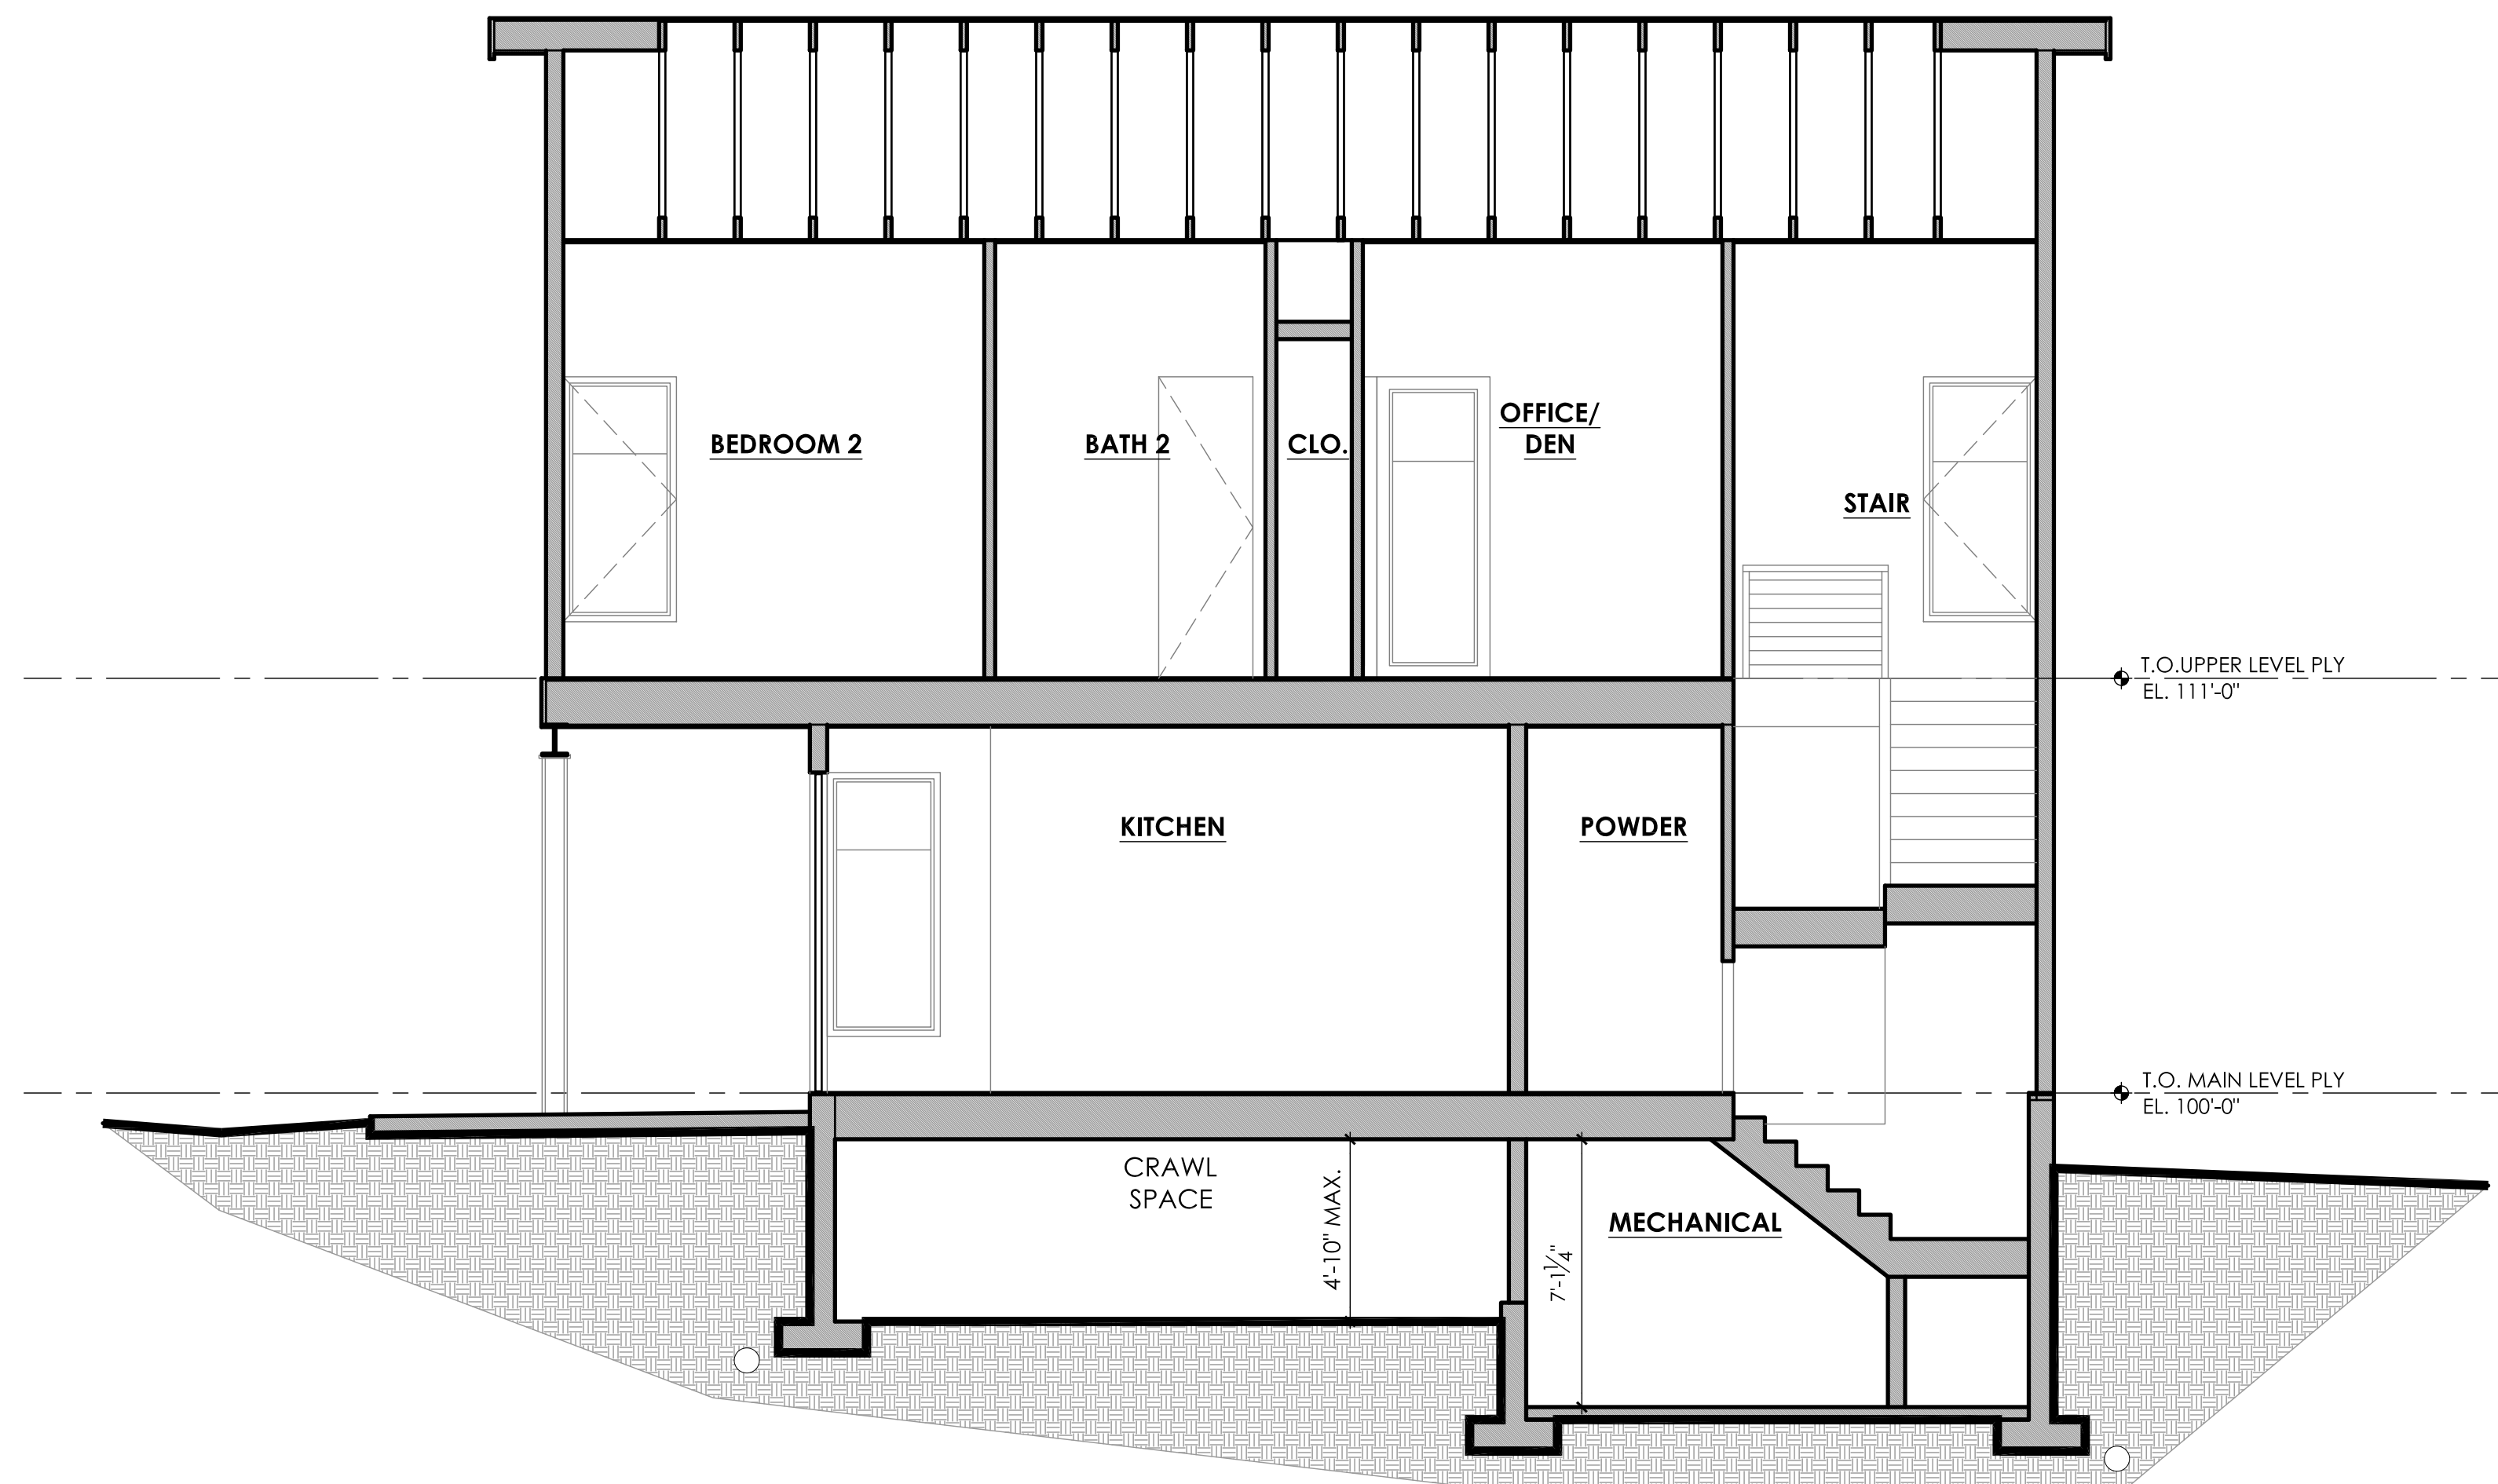 OFFICE/
BEDROOM 2
BATH 2
CLO.
DEN
STAIR
T.O.UPPER LEVEL PLY
EL. 111'-0"
KITCHEN
POWDER
T.O. MAIN LEVEL PLY
EL. 100'-0"
CRAWL
SPACE
4'-10" MAX.
7'-1¼"
MECHANICAL